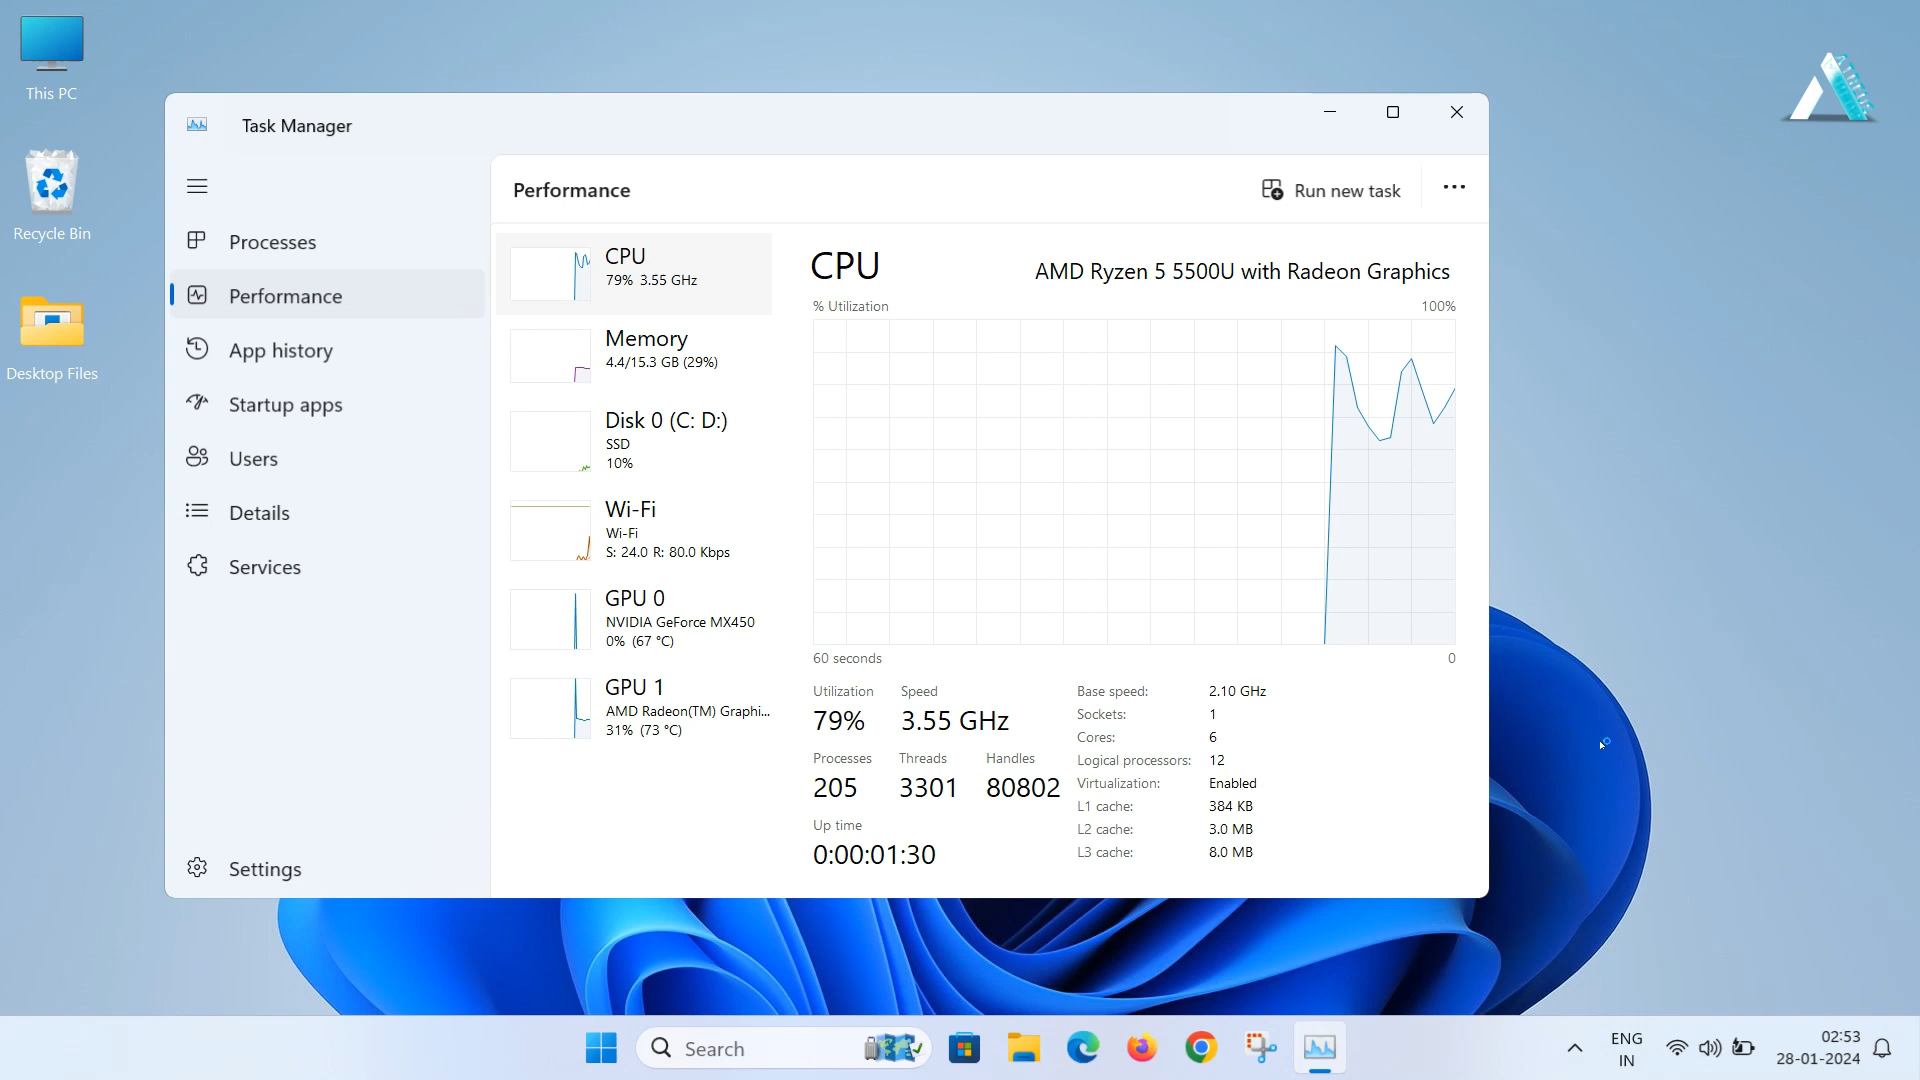 This PC
Recycle Bin
Desktop Files
Task Manager
Processes
Performance
App history
Startup apps
Users
Details
Services
Settings
Performance
Run new task
CPU
79% 3.55 GHz
Memory
4.4/15.3 GB (29%)
Disk 0 (C: D:)
SSD
10%
Wi-Fi
Wi-Fi
S: 24.0 R: 80.0 Kbps
GPU 0
NVIDIA GeForce MX450
0% (67 °C)
GPU 1
AMD Radeon(TM) Graphi...
31% (73 °C)
CPU
AMD Ryzen 5 5500U with Radeon Graphics
% Utilization
100%
60 seconds
0
Utilization
79%
Speed
3.55 GHz
Processes
205
Threads
3301
Handles
80802
Up time
0:00:01:30
Base speed: 2.10 GHz
Sockets: 1
Cores: 6
Logical processors: 12
Virtualization: Enabled
L1 cache: 384 KB
L2 cache: 3.0 MB
L3 cache: 8.0 MB
Search
ENG
IN
02:53
28-01-2024